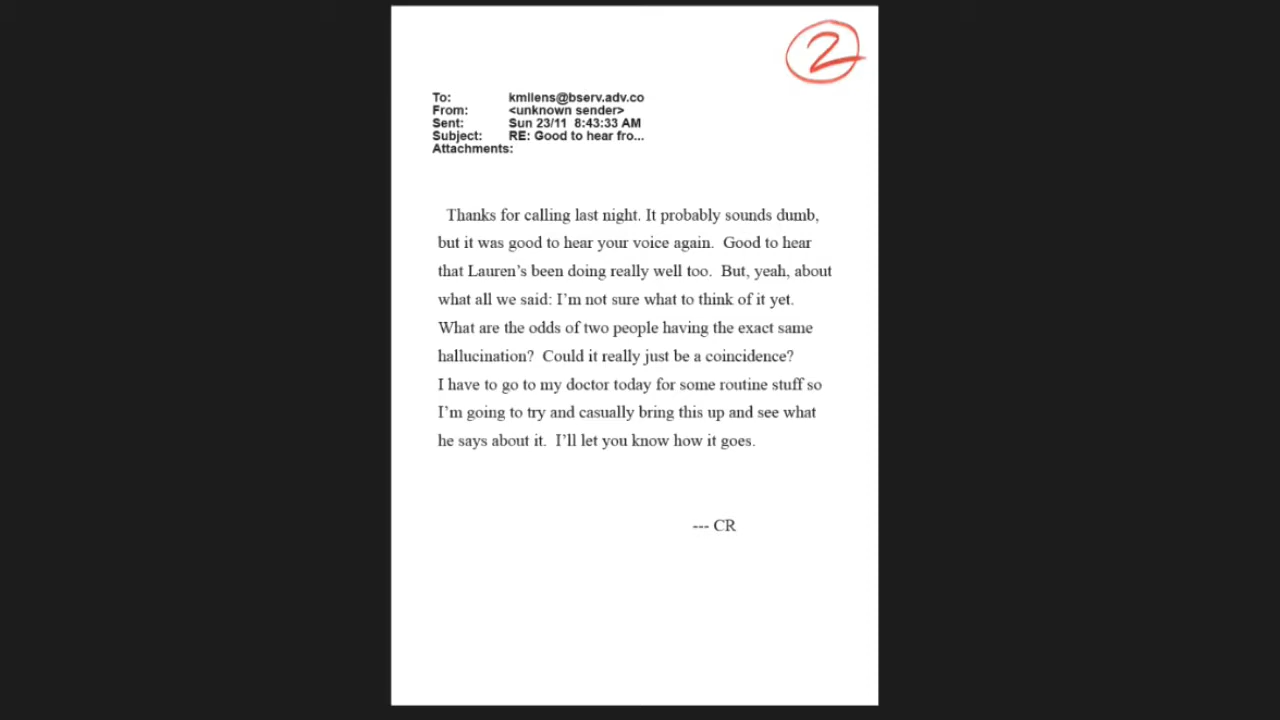 2
To: kmllens@bserv.adv.co
From: <unknown sender>
Sent: Sun 23/11 8:43:33 AM
Subject: RE: Good to hear fro...
Attachments:
Thanks for calling last night. It probably sounds dumb,
but it was good to hear your voice again. Good to hear
that Lauren's been doing really well too. But, yeah, about
what all we said: I'm not sure what to think of it yet.
What are the odds of two people having the exact same
hallucination? Could it really just be a coincidence?
I have to go to my doctor today for some routine stuff so
I'm going to try and casually bring this up and see what
he says about it. I'll let you know how it goes.
--- CR